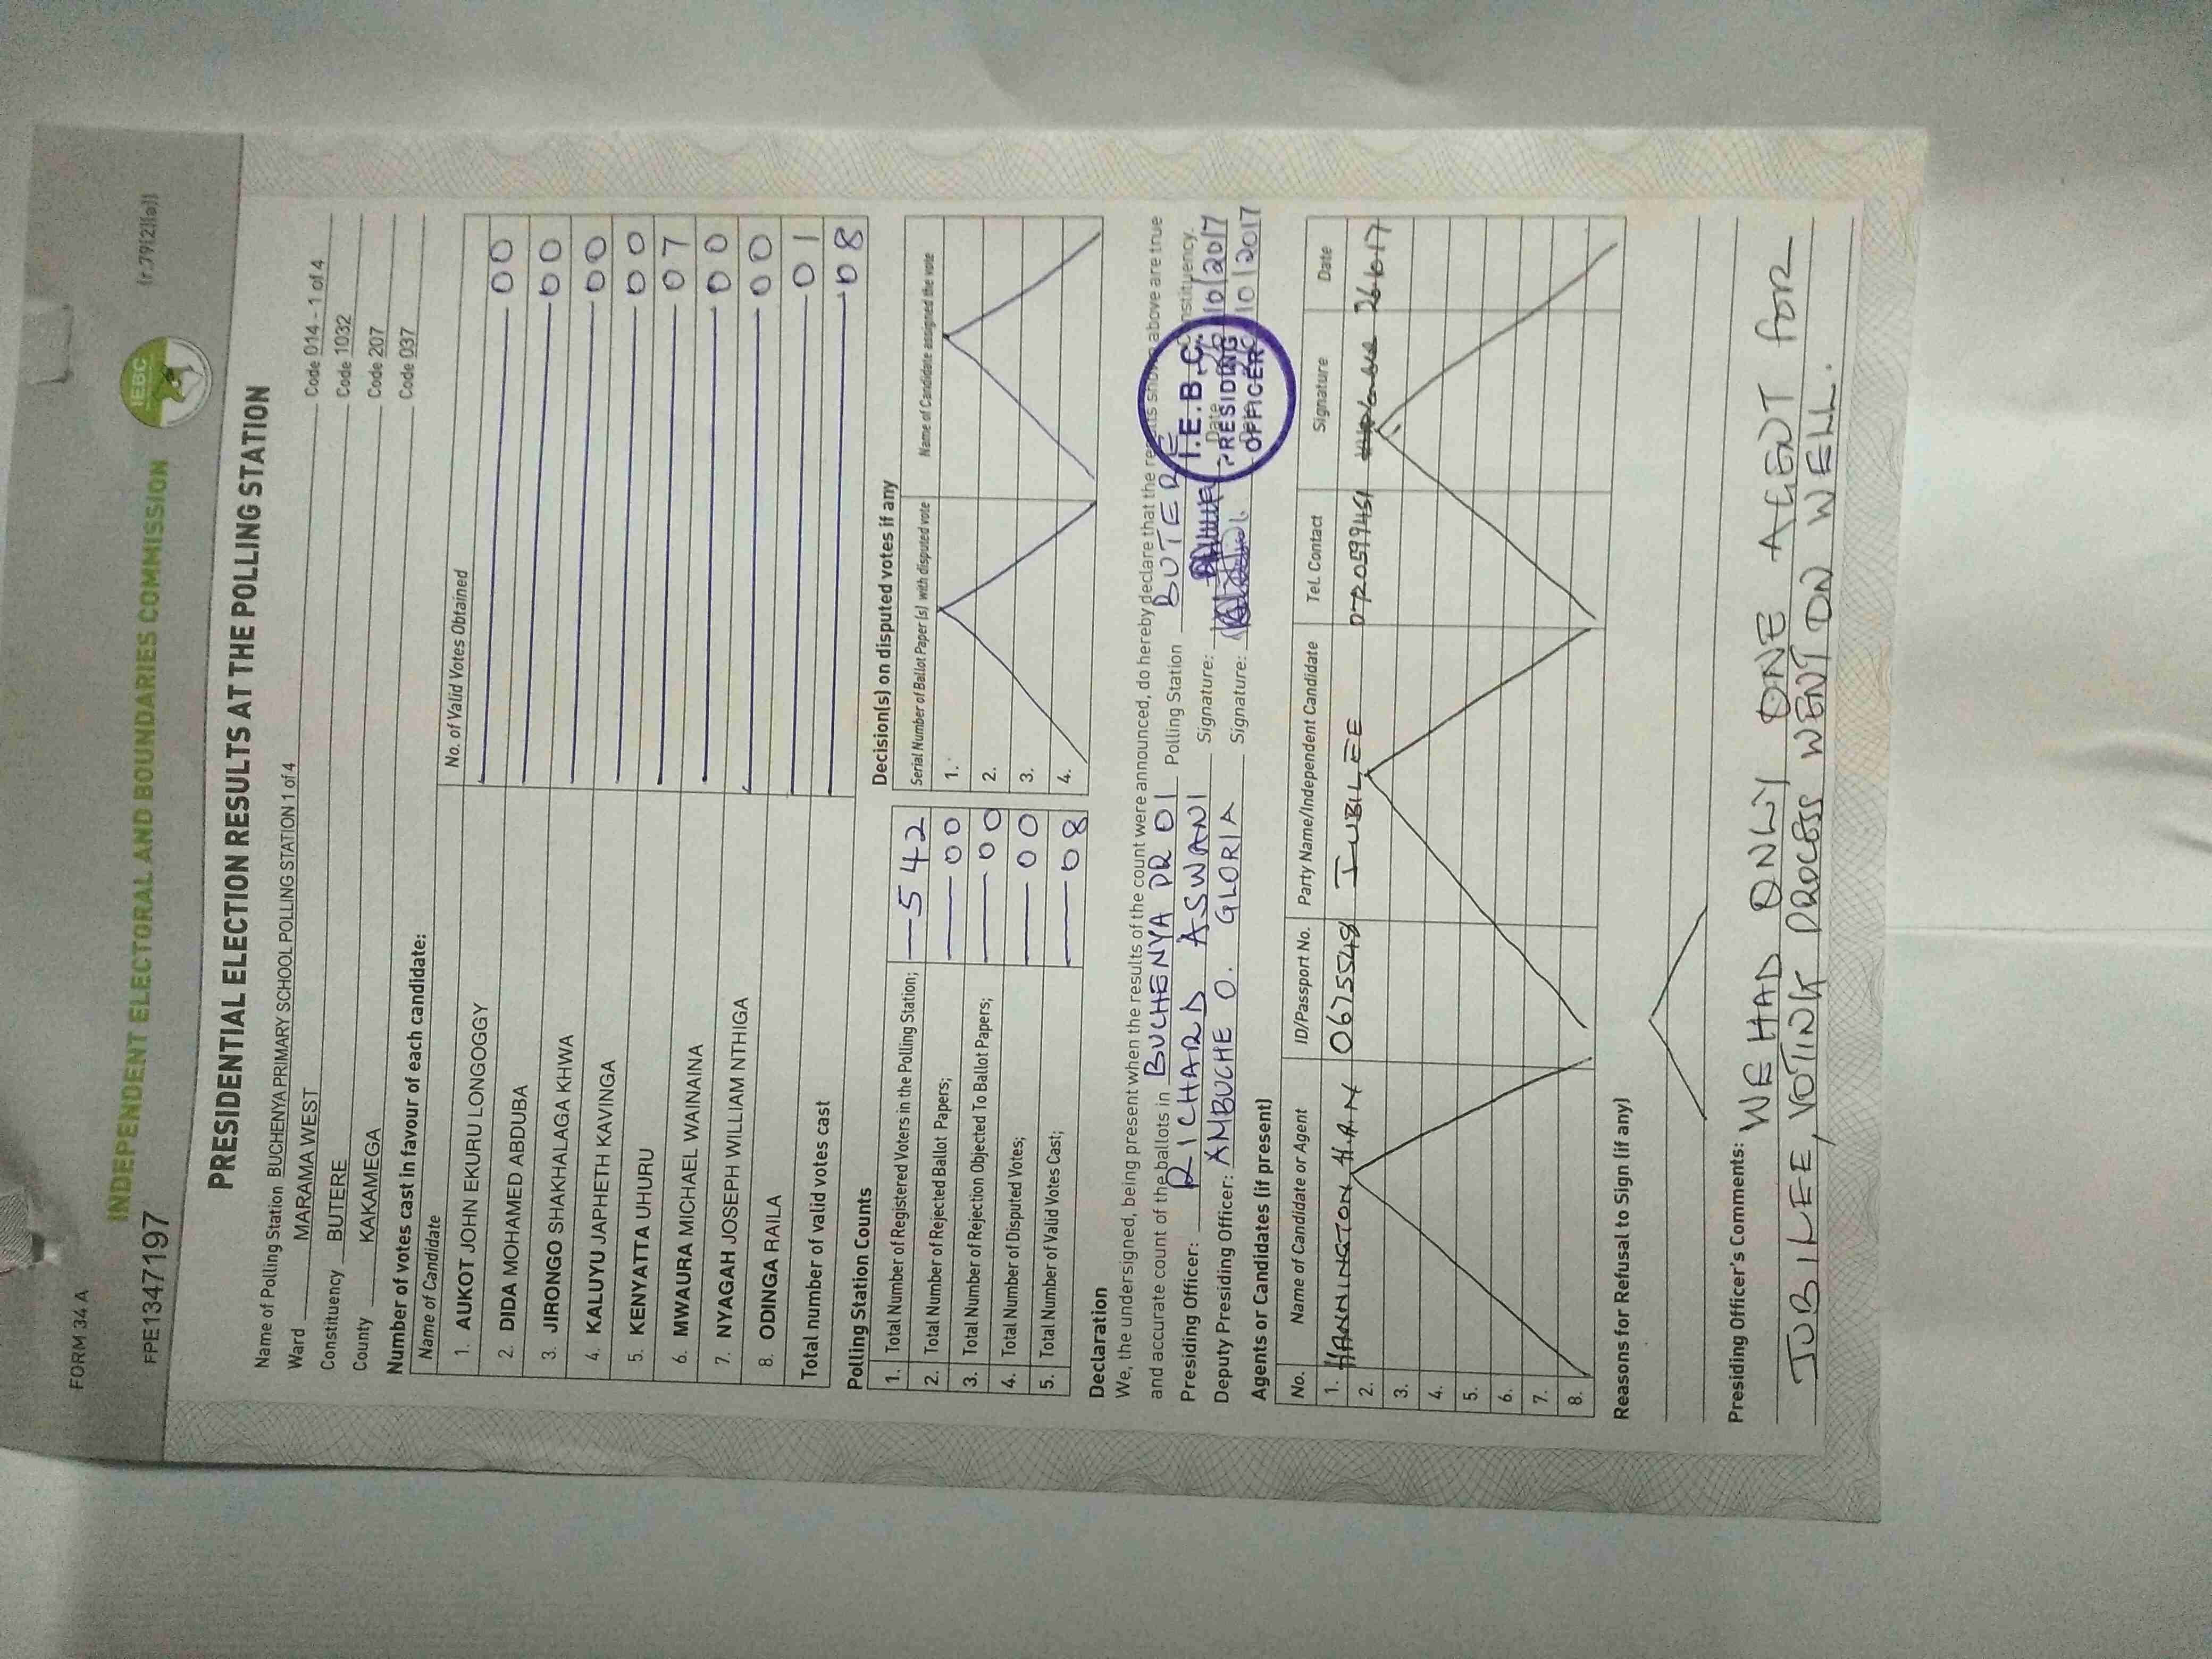 FORM 34 A
INDEPENDENT ELECTORAL AND BOUNDARIES COMMISSION
IEBC
(r.79(2)(a))
FPE1347197
PRESIDENTIAL ELECTION RESULTS AT THE POLLING STATION
Name of Polling Station BUCHENYA PRIMARY SCHOOL POLLING STATION 1 of 4 Code 014 - 1 of 4
Ward MARAMA WEST Code 1032
Constituency BUTERE Code 207
County KAKAMEGA Code 037
Number of votes cast in favour of each candidate:
Name of Candidate No. of Valid Votes Obtained
1. AUKOT JOHN EKURU LONGOGGY 00
2. DIDA MOHAMED ABDUBA 00
3. JIRONGO SHAKHALAGA KHWA 00
4. KALUYU JAPHETH KAVINGA 00
5. KENYATTA UHURU 07
6. MWAURA MICHAEL WAINAINA 00
7. NYAGAH JOSEPH WILLIAM NTHIGA 00
8. ODINGA RAILA 01
Total number of valid votes cast 08
Polling Station Counts
1. Total Number of Registered Voters in the Polling Station; 542
2. Total Number of Rejected Ballot Papers; 00
3. Total Number of Rejection Objected To Ballot Papers; 00
4. Total Number of Disputed Votes; 00
5. Total Number of Valid Votes Cast; 08
Decision(s) on disputed votes if any
Serial Number of Ballot Paper (s) with disputed vote Name of Candidate assigned the vote
1.
2.
3.
4.
Declaration
We, the undersigned, being present when the results of the count were announced, do hereby declare that the results shown above are true
and accurate count of the ballots in BUCHENYA PR 01 Polling Station BUTERE Constituency.
Presiding Officer: RICHARD ASWANI Signature: Date 10/2017
Deputy Presiding Officer: AMBUCHE O. GLORIA Signature: 10/2017
I.E.B.C.
PRESIDING
OFFICER
Agents or Candidates (if present)
No. Name of Candidate or Agent ID/Passport No. Party Name/Independent Candidate Tel. Contact Signature Date
1. HANNINGTON 06755548 JUBILEE 0720599451
2.
3.
4.
5.
6.
7.
8.
Reasons for Refusal to Sign (if any)
Presiding Officer's Comments: WE HAD ONLY ONE AGENT FOR
JUBILEE, VOTINK PROCESS WENT ON WELL.